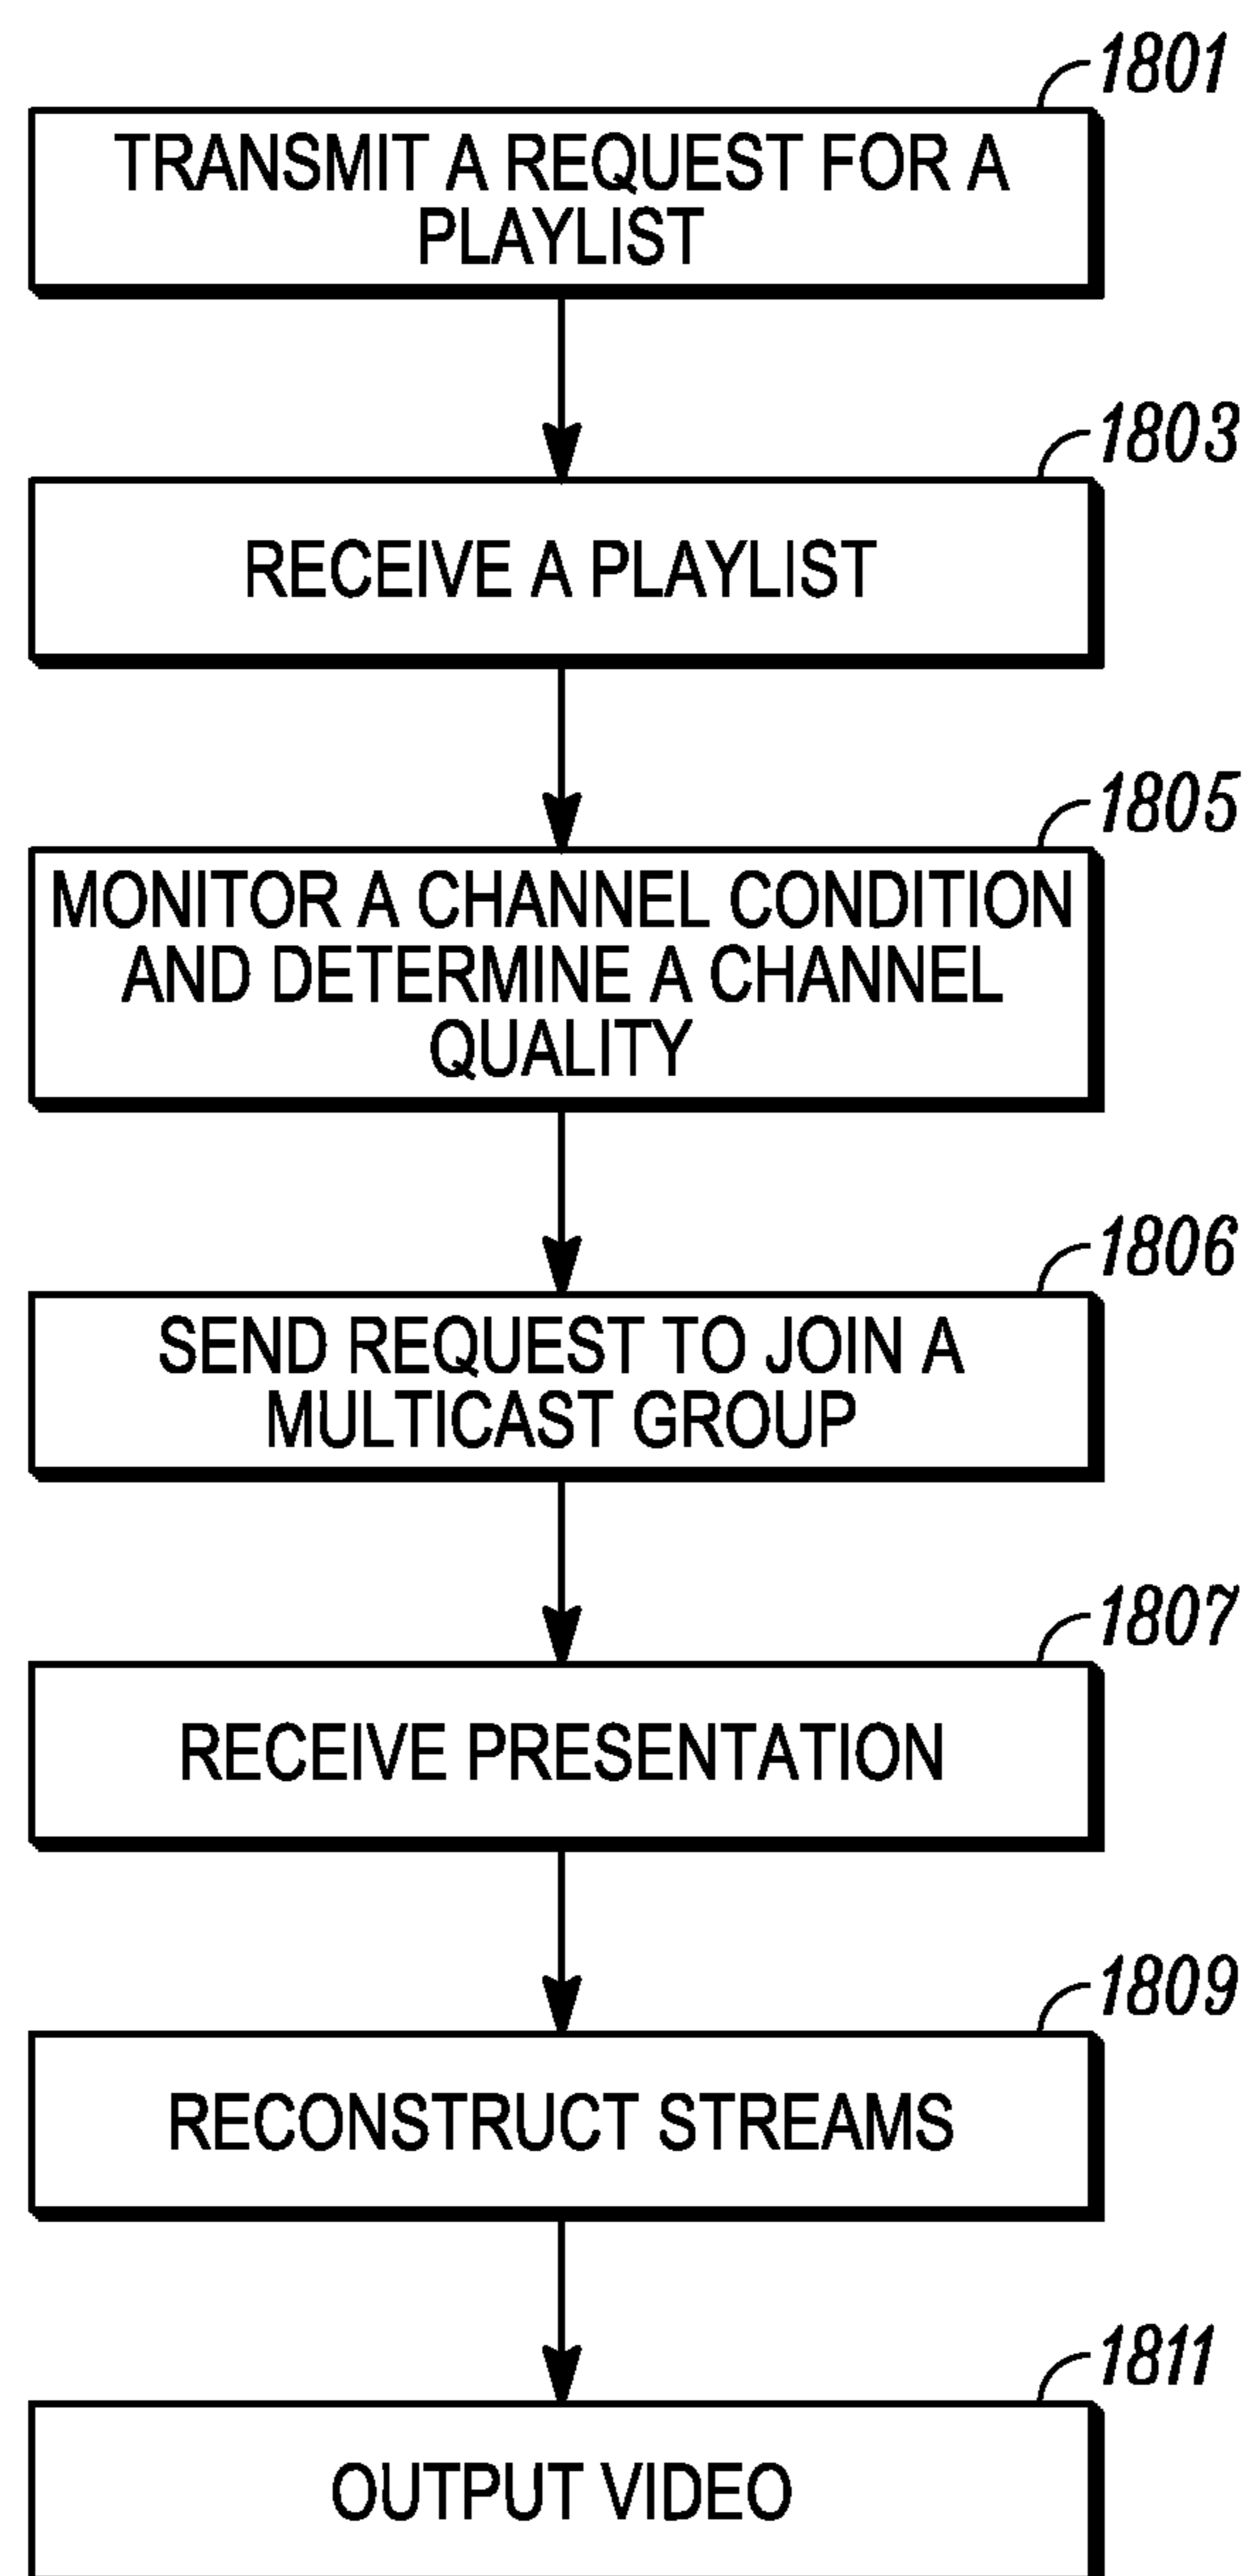 1801
TRANSMIT A REQUEST FOR A
PLAYLIST
1803
RECEIVE A PLAYLIST
1805
MONITOR A CHANNEL CONDITION
AND DETERMINE A CHANNEL
QUALITY
1806
SEND REQUEST TO JOIN A
MULTICAST GROUP
1807
RECEIVE PRESENTATION
1809
RECONSTRUCT STREAMS
1811
OUTPUT VIDEO